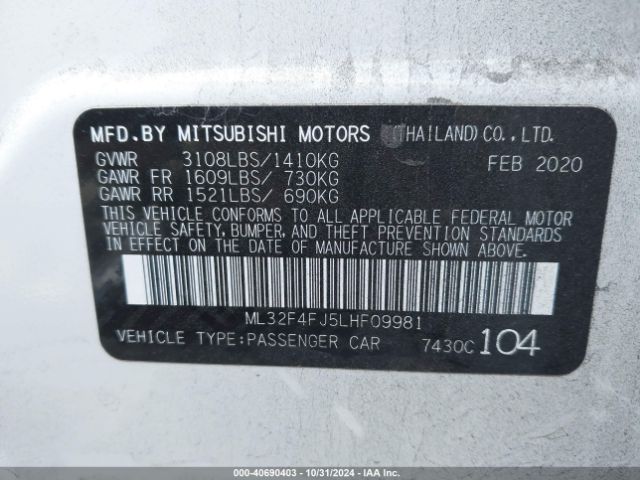 MFD.BY MITSUBISHI MOTORS (THAILAND)CO.,LTD.
GVWR 3108LBS/1410KG FEB 2020
GAWR FR 1609LBS/ 730KG
GAWR RR 1521LBS/ 690KG
THIS VEHICLE CONFORMS TO ALL APPLICABLE FEDERAL MOTOR
VEHICLE SAFETY, BUMPER, AND THEFT PREVENTION STANDARDS
IN EFFECT ON THE DATE OF MANUFACTURE SHOWN ABOVE.
ML32F4FJ5LHF09981
VEHICLE TYPE:PASSENGER CAR 7430C 104
000-40690403 - 10/31/2024 - IAA Inc.